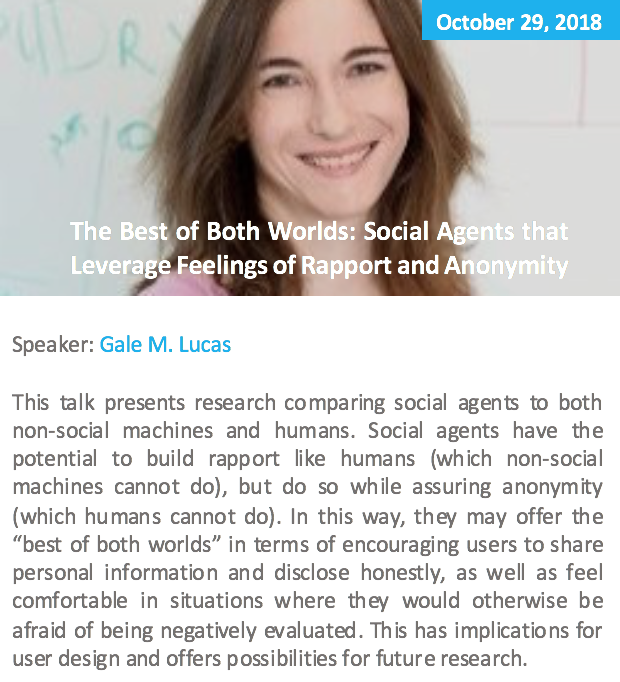 October 29, 2018
The Best of Both Worlds: Social Agents that
Leverage Feelings of Rapport and Anonymity
Speaker: Gale M. Lucas
This talk presents research comparing social agents to both
non-social machines and humans. Social agents have the
potential to build rapport like humans (which non-social
machines cannot do), but do so while assuring anonymity
(which humans cannot do). In this way, they may offer the
“best of both worlds” in terms of encouraging users to share
personal information and disclose honestly, as well as feel
comfortable in situations where they would otherwise be
afraid of being negatively evaluated. This has implications for
user design and offers possibilities for future research.